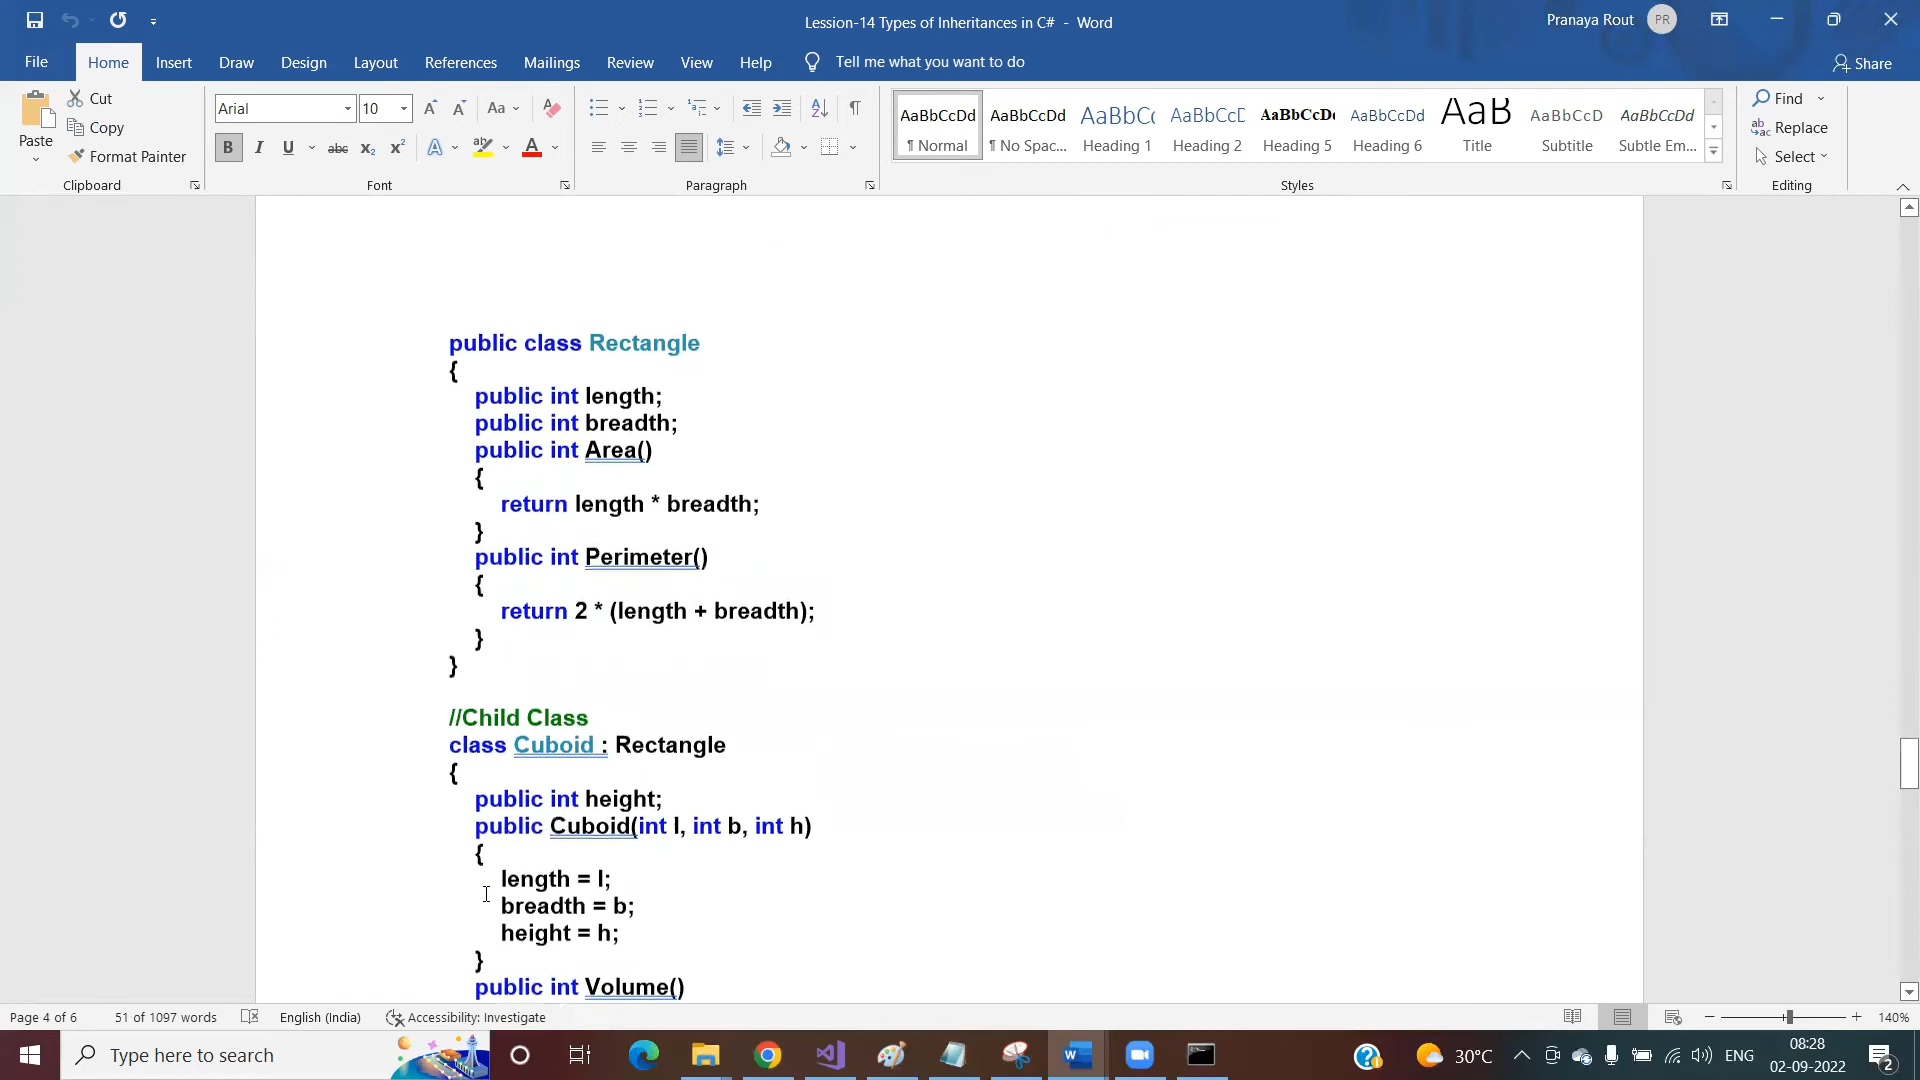 Lession-14 Types of Inheritances in C# - Word
Pranaya Rout
PR
File
Home
Insert
Draw
Design
Layout
References
Mailings
Review
View
Help
Tell me what you want to do
Share
Paste
Cut
Copy
Format Painter
Clipboard
Arial
10
Aa
B I U abc x₂ x² A A
Font
Paragraph
AaBbCcDd
¶ Normal
AaBbCcDd
¶ No Spac...
AaBbCc
Heading 1
AaBbCcD
Heading 2
AaBbCcDc
Heading 5
AaBbCcDd
Heading 6
AaB
Title
AaBbCcD
Subtitle
AaBbCcDd
Subtle Em...
Styles
Find
Replace
Select
Editing
public class Rectangle
{
public int length;
public int breadth;
public int Area()
{
return length * breadth;
}
public int Perimeter()
{
return 2 * (length + breadth);
}
}
//Child Class
class Cuboid : Rectangle
{
public int height;
public Cuboid(int l, int b, int h)
{
length = l;
breadth = b;
height = h;
}
public int Volume()
Page 4 of 6
51 of 1097 words
English (India)
Accessibility: Investigate
140%
Type here to search
30°C
ENG
08:28
02-09-2022
2